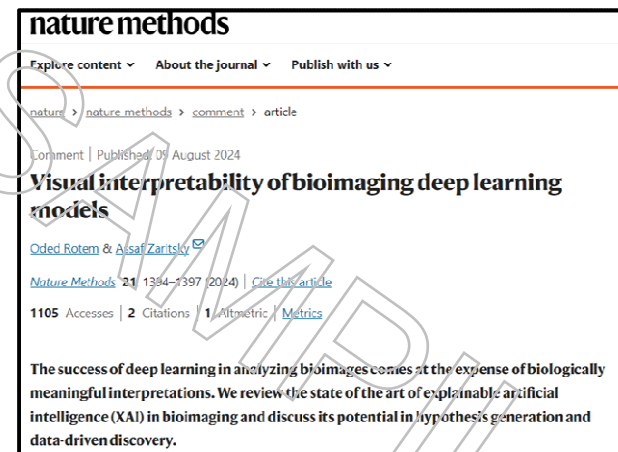 nature methods
Explore content About the journal Publish with us
nature > nature methods > comment > article
Comment | Published: 09 August 2024
Visual interpretability of bioimaging deep learning
models
Oded Rotem & Assaf Zaritsky
Nature Methods 21, 1394–1397 (2024) | Cite this article
1105 Accesses | 2 Citations | 1 Altmetric | Metrics
The success of deep learning in analyzing bioimages comes at the expense of biologically
meaningful interpretations. We review the state of the art of explainable artificial
intelligence (XAI) in bioimaging and discuss its potential in hypothesis generation and
data-driven discovery.